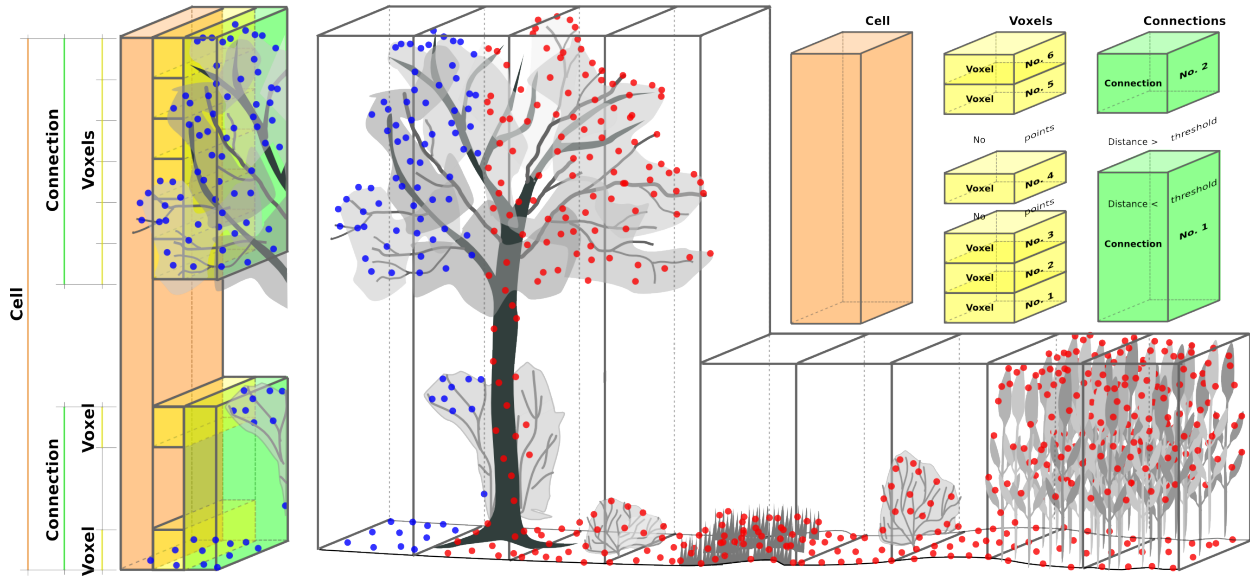 Cell
Connection
Voxels
Connection
Voxel
Voxel
Cell
Voxels
Connections
Voxel No. 6
Voxel No. 5
No points
Voxel No. 4
No points
Voxel No. 3
Voxel No. 2
Voxel No. 1
Connection No. 2
Distance > threshold
Distance < threshold
Connection No. 1